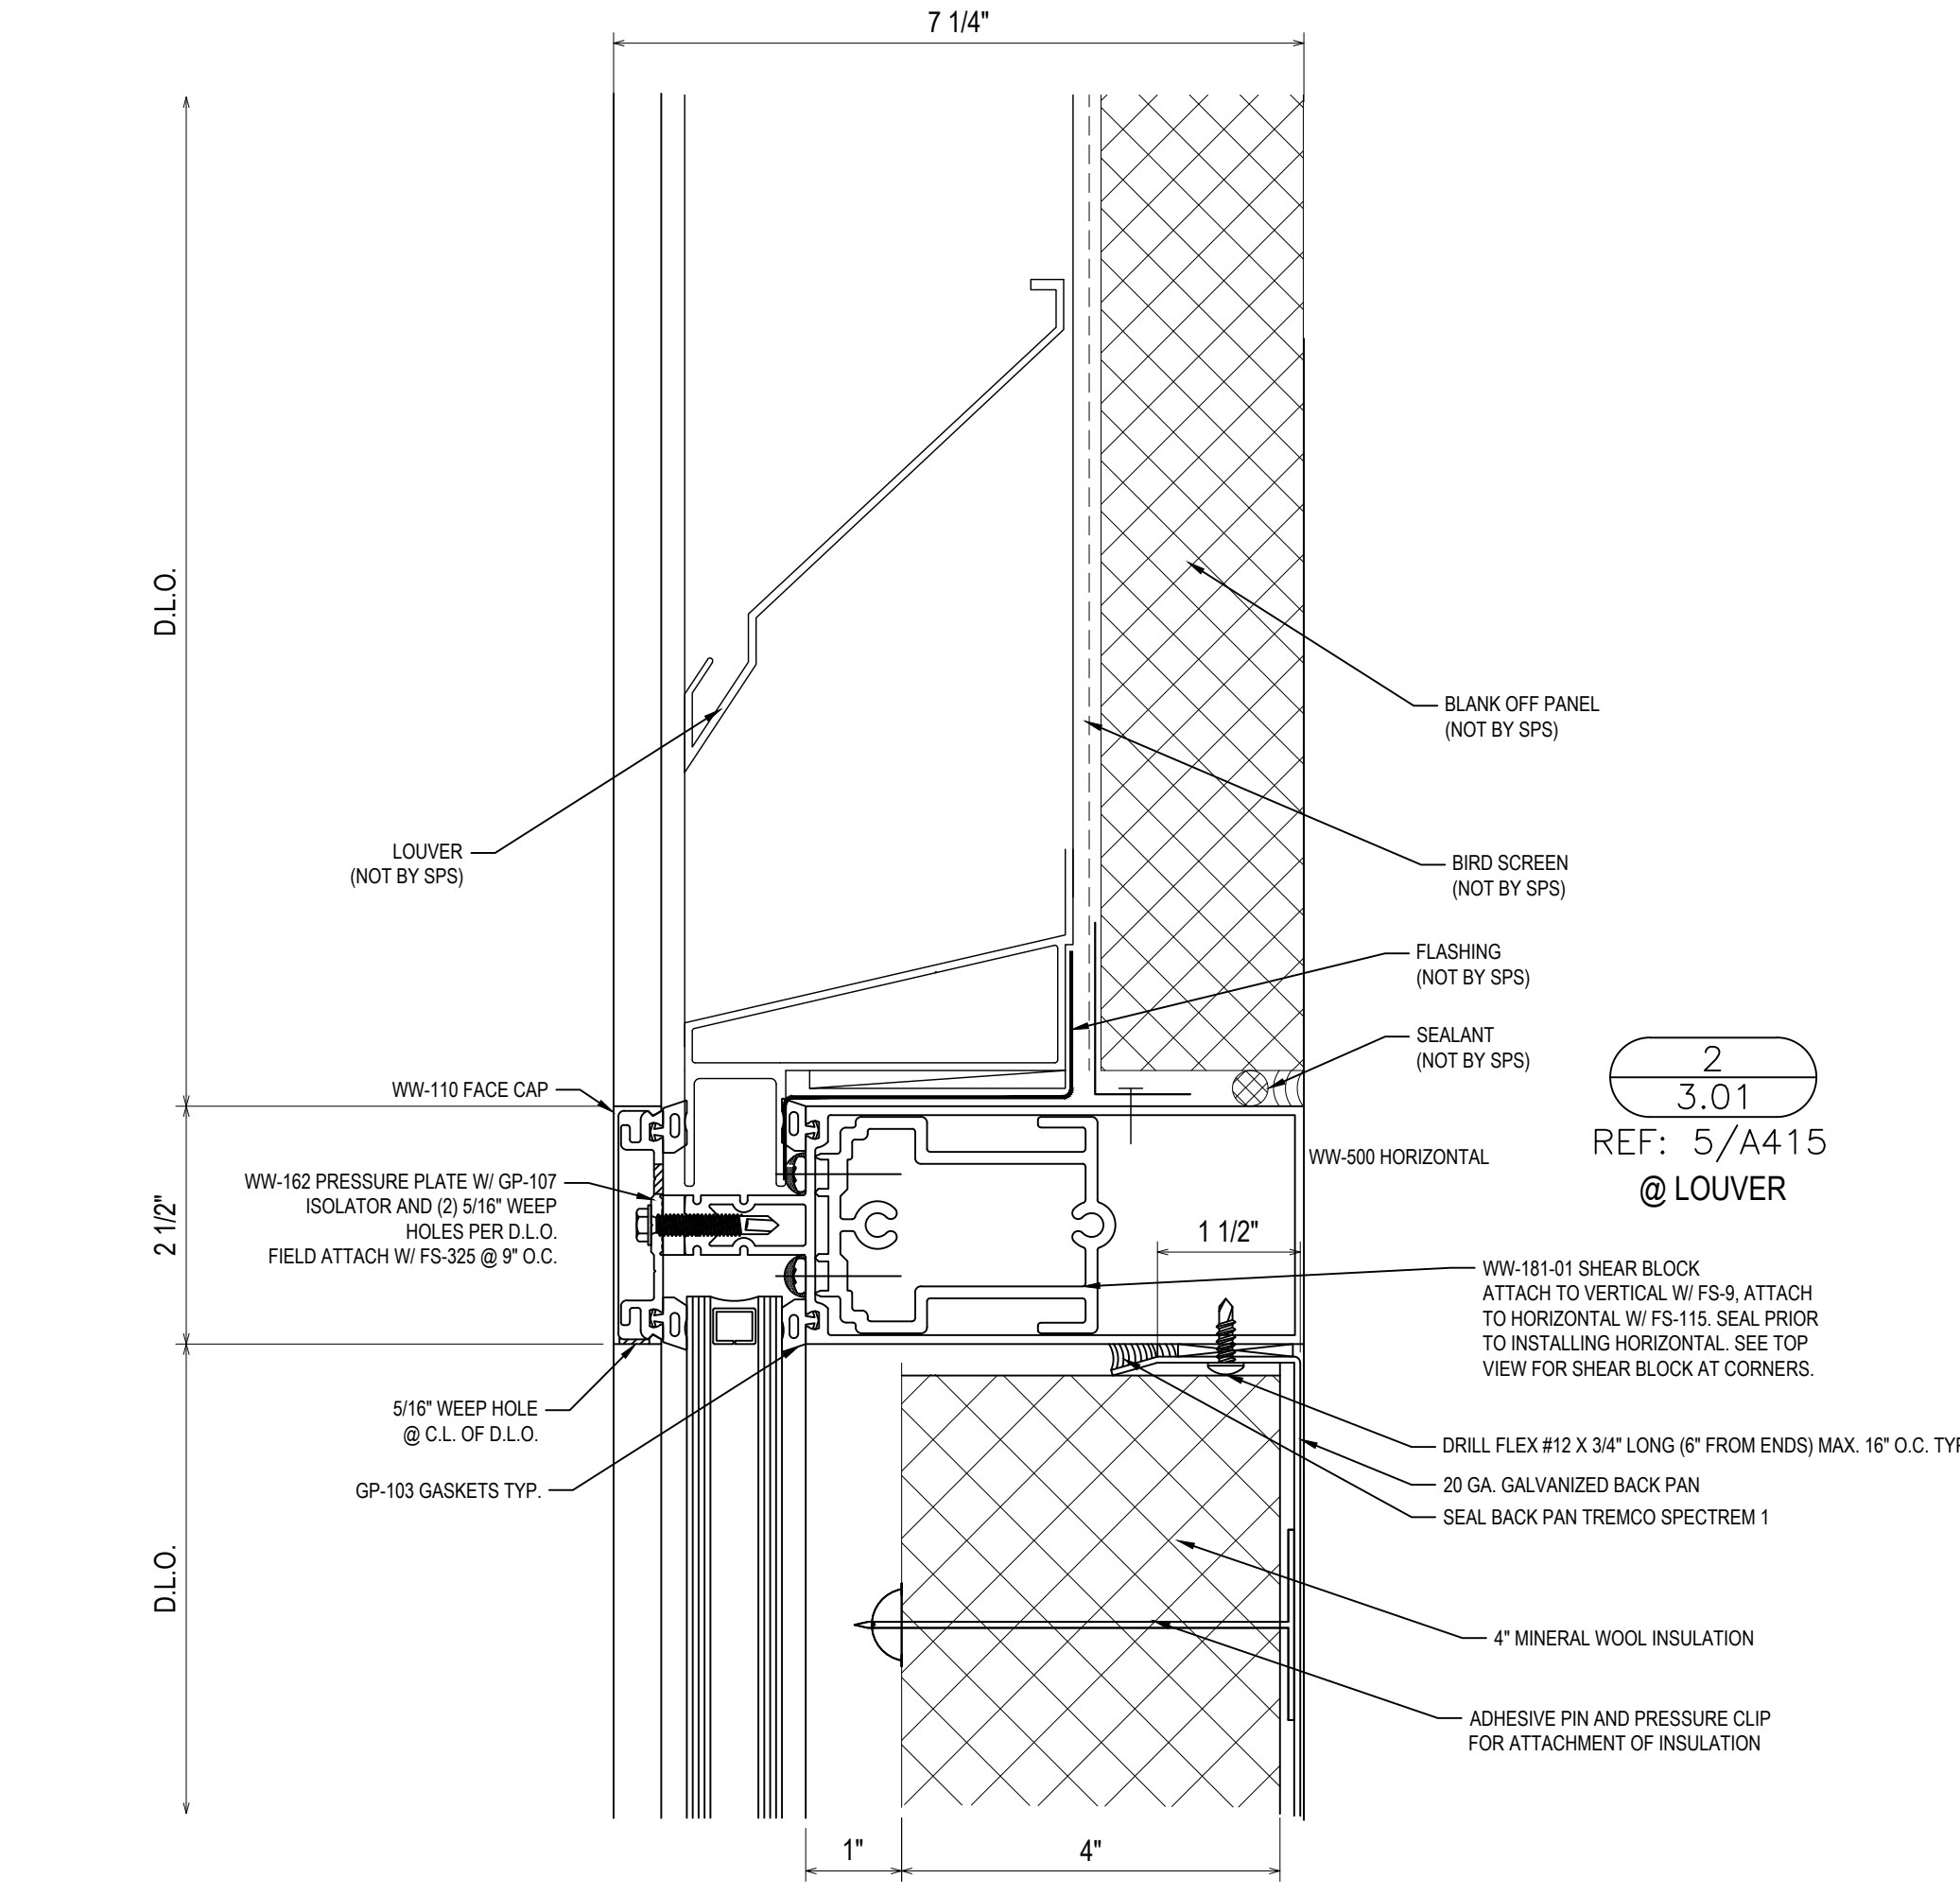 7 1/4"
D.L.O.
LOUVER
(NOT BY SPS)
BLANK OFF PANEL
(NOT BY SPS)
BIRD SCREEN
(NOT BY SPS)
FLASHING
(NOT BY SPS)
SEALANT
(NOT BY SPS)
2
3.01
REF: 5/A415
@ LOUVER
WW-110 FACE CAP
WW-500 HORIZONTAL
WW-162 PRESSURE PLATE W/ GP-107
ISOLATOR AND (2) 5/16" WEEP
HOLES PER D.L.O.
FIELD ATTACH W/ FS-325 @ 9" O.C.
2 1/2"
1 1/2"
WW-181-01 SHEAR BLOCK
ATTACH TO VERTICAL W/ FS-9, ATTACH
TO HORIZONTAL W/ FS-115. SEAL PRIOR
TO INSTALLING HORIZONTAL. SEE TOP
VIEW FOR SHEAR BLOCK AT CORNERS.
5/16" WEEP HOLE
@ C.L. OF D.L.O.
GP-103 GASKETS TYP.
DRILL FLEX #12 X 3/4" LONG (6" FROM ENDS) MAX. 16" O.C. TYP
20 GA. GALVANIZED BACK PAN
SEAL BACK PAN TREMCO SPECTREM 1
D.L.O.
4" MINERAL WOOL INSULATION
ADHESIVE PIN AND PRESSURE CLIP
FOR ATTACHMENT OF INSULATION
1"
4"